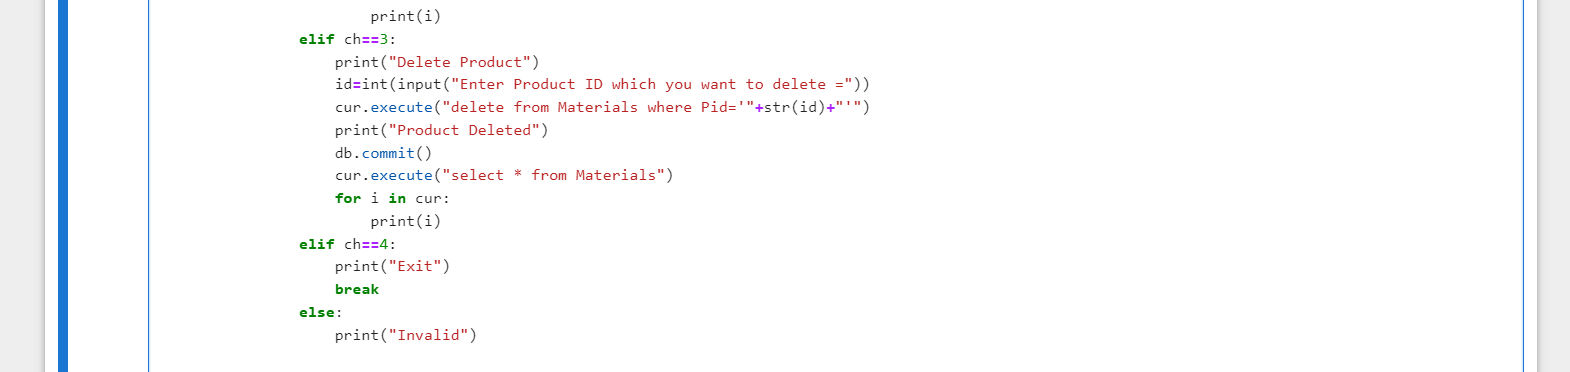 print(i)
elif ch==3:
print("Delete Product")
id=int(input("Enter Product ID which you want to delete ="))
cur.execute("delete from Materials where Pid='"+str(id)+"'")
print("Product Deleted")
db.commit()
cur.execute("select * from Materials")
for i in cur:
print(i)
elif ch==4:
print("Exit")
break
else:
print("Invalid")